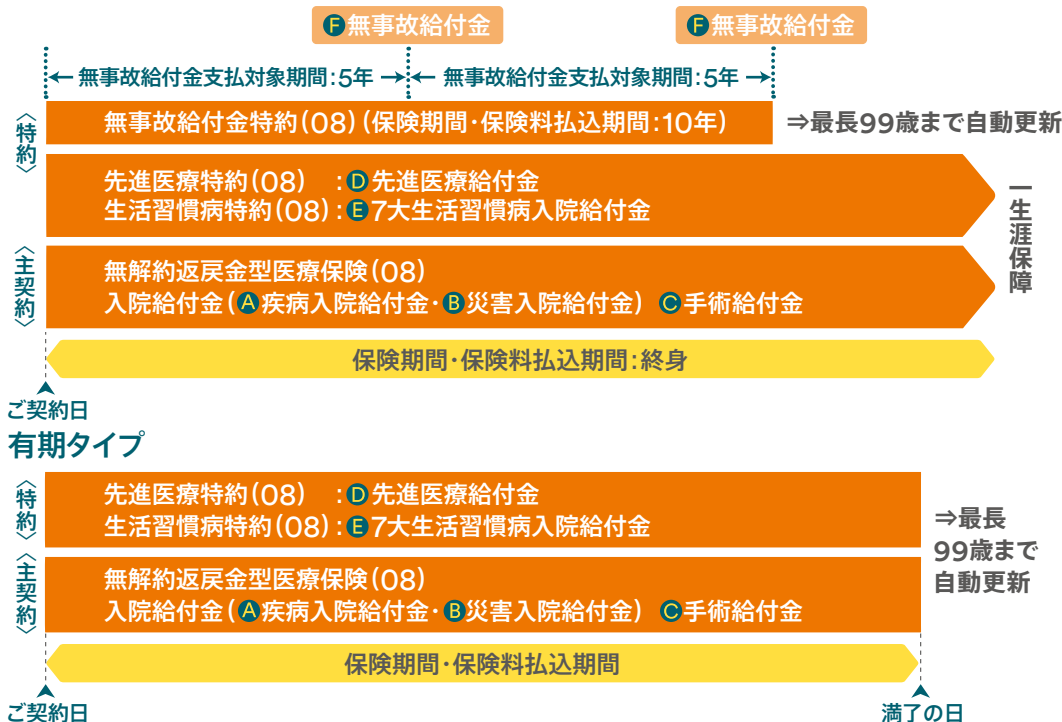 F無事故給付金
F無事故給付金
無事故給付金支払対象期間:5年
無事故給付金支払対象期間:5年
〈特約〉
無事故給付金特約(08)(保険期間・保険料払込期間:10年)
⇒最長99歳まで自動更新
先進医療特約(08) :D先進医療給付金
生活習慣病特約(08):E7大生活習慣病入院給付金
一生涯保障
〈主契約〉
無解約返戻金型医療保険(08)
入院給付金(A疾病入院給付金・B災害入院給付金) C手術給付金
保険期間・保険料払込期間:終身
ご契約日
有期タイプ
〈特約〉
先進医療特約(08) :D先進医療給付金
生活習慣病特約(08):E7大生活習慣病入院給付金
⇒最長
99歳まで
自動更新
〈主契約〉
無解約返戻金型医療保険(08)
入院給付金(A疾病入院給付金・B災害入院給付金) C手術給付金
保険期間・保険料払込期間
ご契約日
満了の日